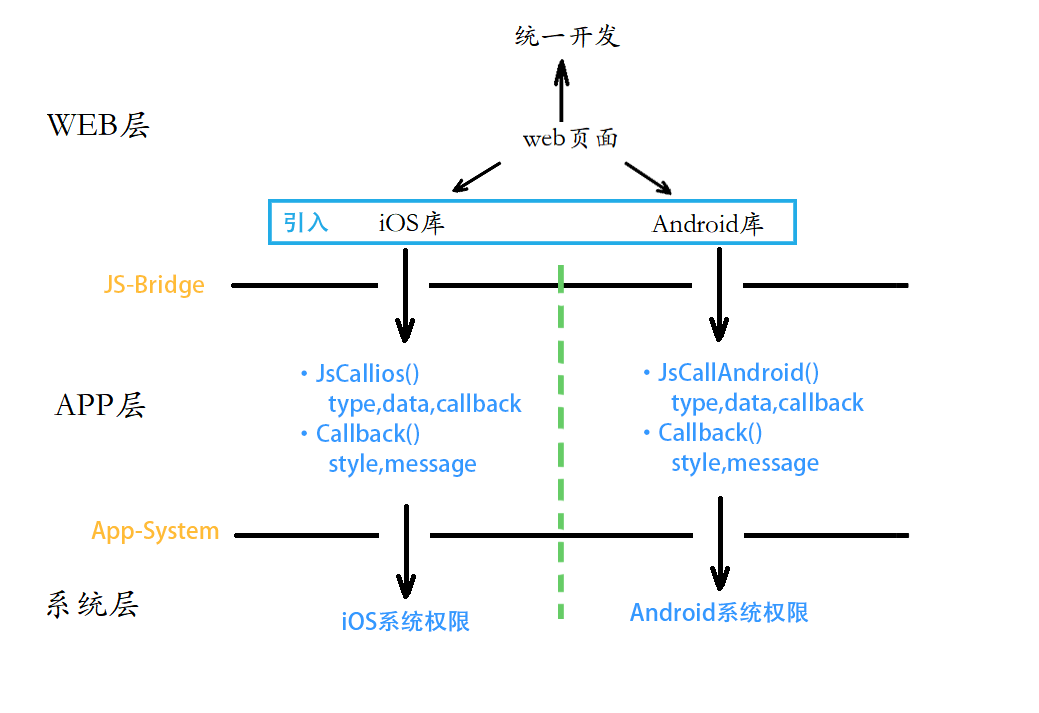 统一开发
WEB层
web页面
引入 iOS库 Android库
JS-Bridge
APP层
・JsCallios()
type,data,callback
・Callback()
style,message
・JsCallAndroid()
type,data,callback
・Callback()
style,message
App-System
系统层
iOS系统权限
Android系统权限